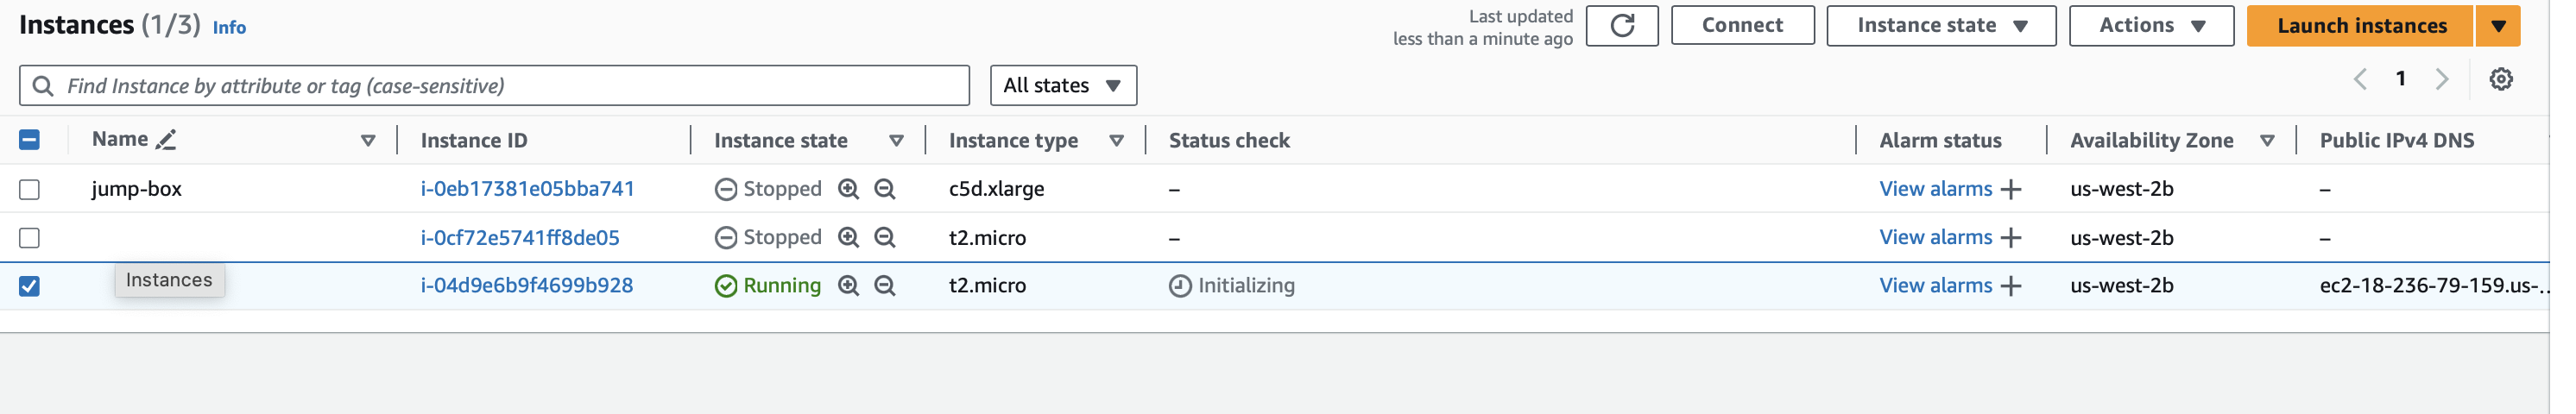 Instances (1/3) Info
Last updated
less than a minute ago
Connect
Instance state
Actions
Launch instances
Find Instance by attribute or tag (case-sensitive)
All states
1
Name Instance ID Instance state Instance type Status check Alarm status Availability Zone Public IPv4 DNS
jump-box i-0eb17381e05bba741 Stopped c5d.xlarge – View alarms + us-west-2b –
i-0cf72e5741ff8de05 Stopped t2.micro – View alarms + us-west-2b –
Instances i-04d9e6b9f4699b928 Running t2.micro Initializing View alarms + us-west-2b ec2-18-236-79-159.us-...